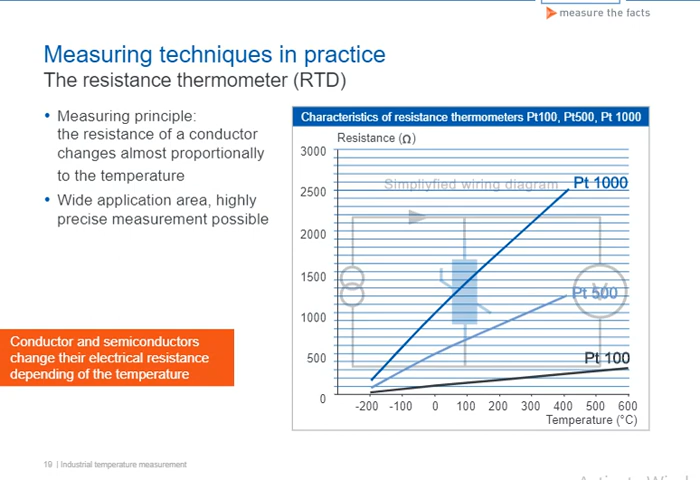 measure the facts
Measuring techniques in practice
The resistance thermometer (RTD)
• Measuring principle:
the resistance of a conductor
changes almost proportionally
to the temperature
• Wide application area, highly
precise measurement possible
Conductor and semiconductors
change their electrical resistance
depending of the temperature
Characteristics of resistance thermometers Pt100, Pt500, Pt 1000
Resistance (Ω)
3000
2500
2000
1500
1000
500
0
Simplyfied wiring diagram
Pt 1000
Pt 500
Pt 100
-200 -100 0 100 200 300 400 500 600
Temperature (°C)
19 | Industrial temperature measurement